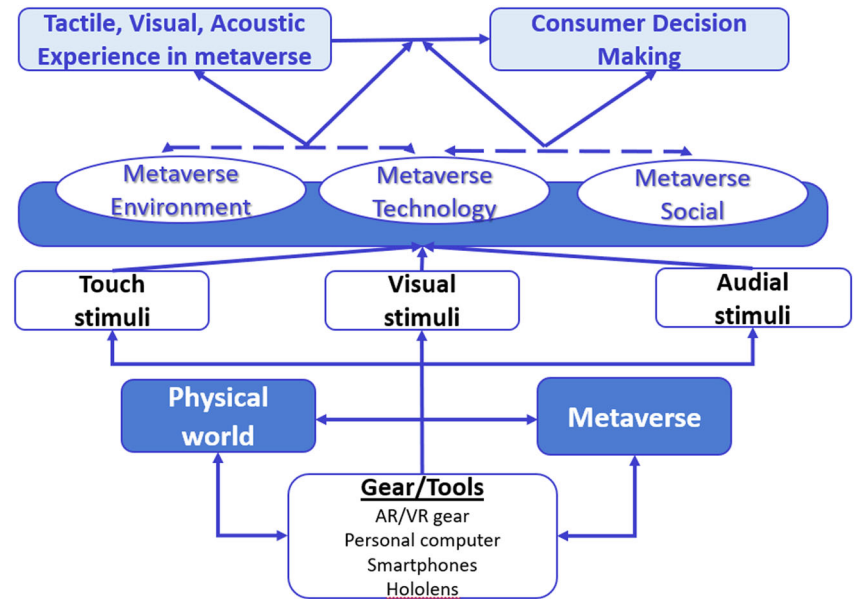 Tactile, Visual, Acoustic
Experience in metaverse
Consumer Decision
Making
Metaverse
Environment
Metaverse
Technology
Metaverse
Social
Touch
stimuli
Visual
stimuli
Audial
stimuli
Physical
world
Metaverse
Gear/Tools
AR/VR gear
Personal computer
Smartphones
Hololens